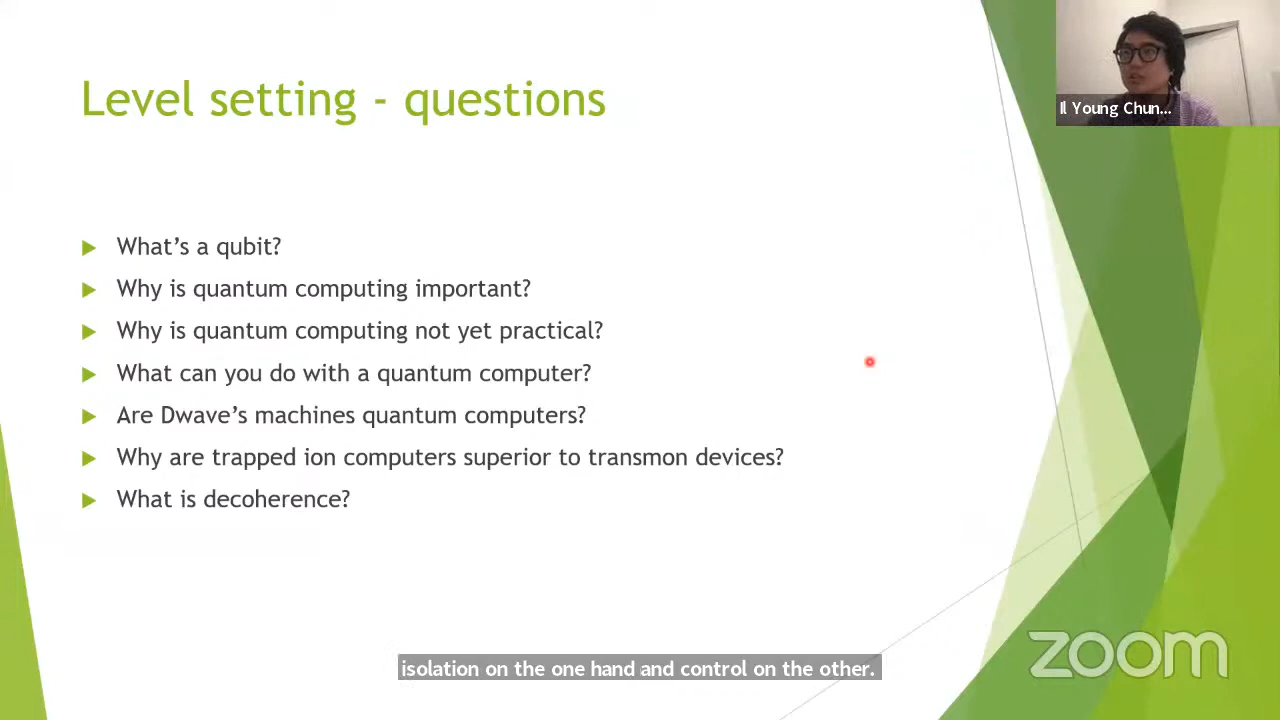 Level setting - questions
Il Young Chun...
What's a qubit?
Why is quantum computing important?
Why is quantum computing not yet practical?
What can you do with a quantum computer?
Are Dwave's machines quantum computers?
Why are trapped ion computers superior to transmon devices?
What is decoherence?
zoom
isolation on the one hand and control on the other.